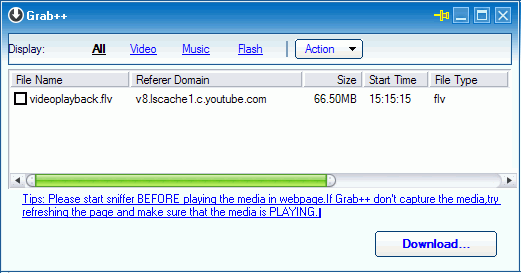 Grab++
Display: All Video Music Flash Action
File Name Referer Domain Size Start Time File Type
videoplayback.flv v8.lscache1.c.youtube.com 66.50MB 15:15:15 flv
Tips: Please start sniffer BEFORE playing the media in webpage.If Grab++ don't capture the media,try
refreshing the page and make sure that the media is PLAYING.
Download...